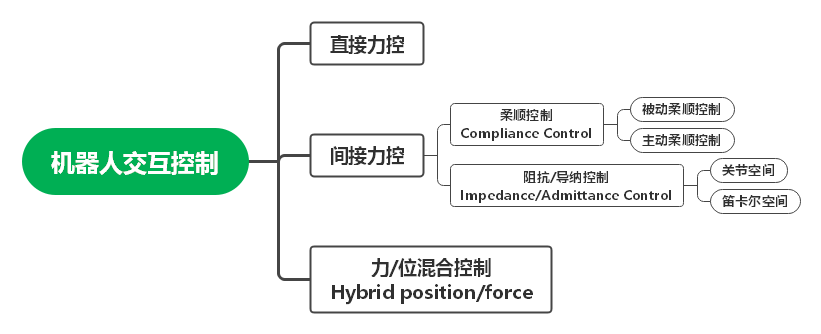 机器人交互控制
直接力控
间接力控
柔顺控制
Compliance Control
被动柔顺控制
主动柔顺控制
阻抗/导纳控制
Impedance/Admittance Control
关节空间
笛卡尔空间
力/位混合控制
Hybrid position/force